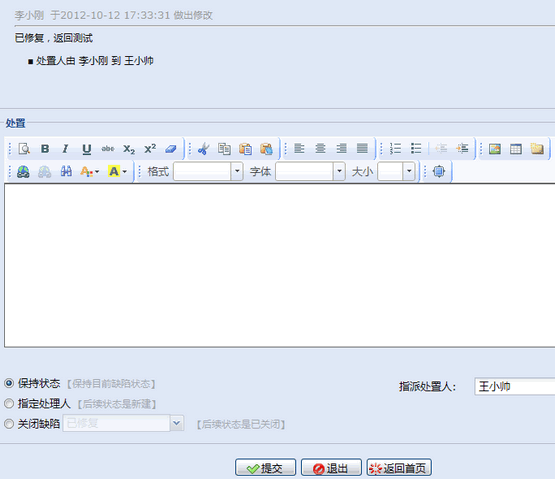 李小刚 于2012-10-12 17:33:31 做出修改
已修复，返回测试
■ 处置人由 李小刚 到 王小帅
处置
B I U abc X₂ X²
A A 格式 字体 大小
保持状态 【保持目前缺陷状态】 指派处置人： 王小帅
指定处理人 【后续状态是新建】
关闭缺陷 已修复 【后续状态是已关闭】
提交 退出 返回首页